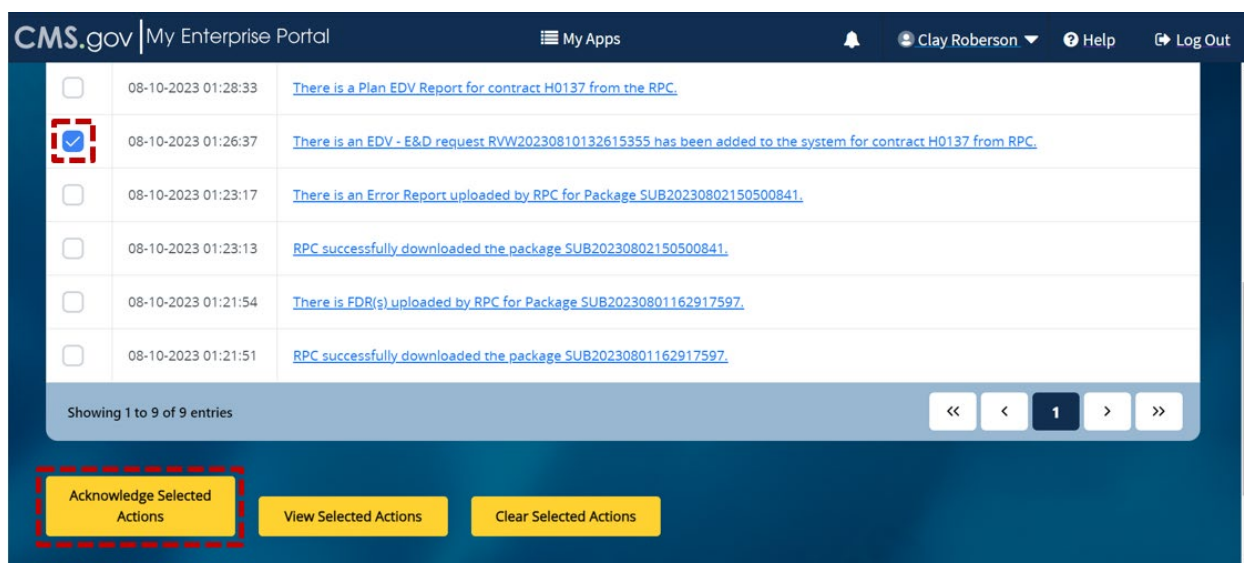 CMS.gov My Enterprise Portal My Apps Clay Roberson Help Log Out
08-10-2023 01:28:33 There is a Plan EDV Report for contract H0137 from the RPC.
08-10-2023 01:26:37 There is an EDV - E&D request RVW20230810132615355 has been added to the system for contract H0137 from RPC.
08-10-2023 01:23:17 There is an Error Report uploaded by RPC for Package SUB20230802150500841.
08-10-2023 01:23:13 RPC successfully downloaded the package SUB20230802150500841.
08-10-2023 01:21:54 There is FDR(s) uploaded by RPC for Package SUB20230801162917597.
08-10-2023 01:21:51 RPC successfully downloaded the package SUB20230801162917597.
Showing 1 to 9 of 9 entries « < 1 > »
Acknowledge Selected
Actions
View Selected Actions
Clear Selected Actions